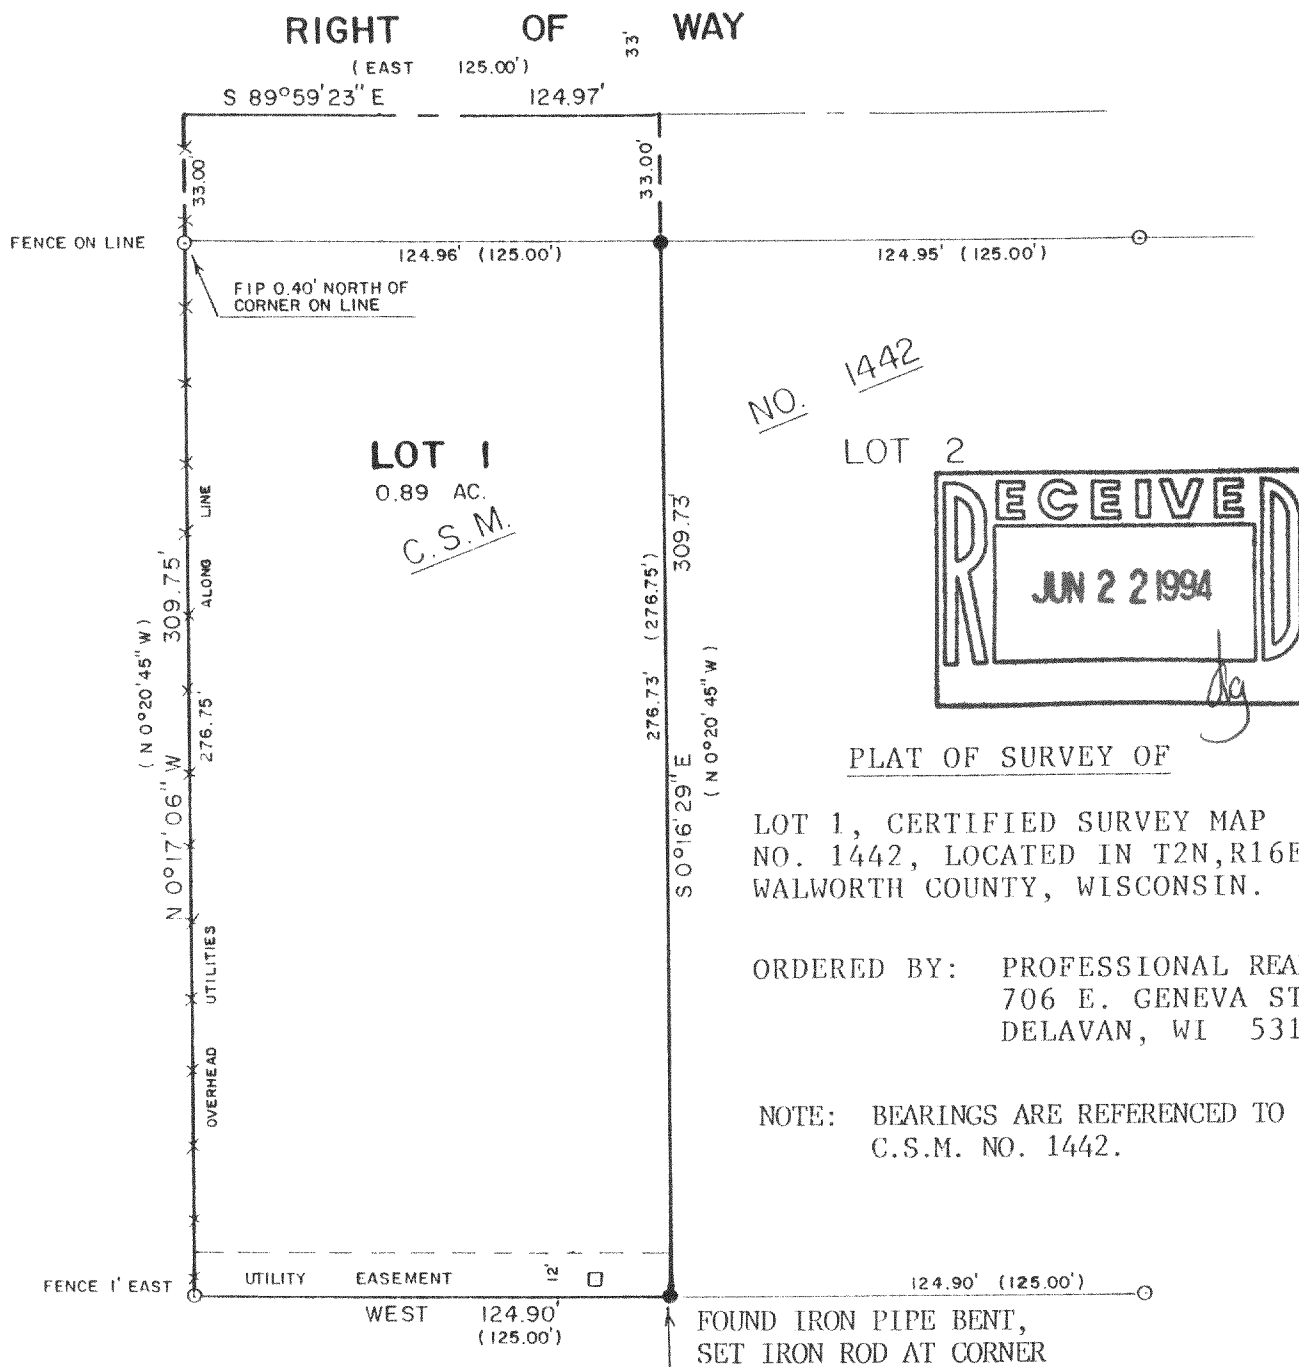 RIGHT OF WAY
33'
(EAST 125.00')
S 89°59'23" E 124.97'
33.00'
33.00'
FENCE ON LINE
124.96' (125.00')
124.95' (125.00')
FIP 0.40' NORTH OF
CORNER ON LINE
NO. 1442
LOT 1
0.89 AC.
C.S.M.
LOT 2
RECEIVED
JUN 22 1994
dg
OVERHEAD UTILITIES ALONG LINE
N 0°17'06" W 309.75'
(N 0°20'45" W)
276.75'
276.73' (276.75')
S 0°16'29" E 309.73'
(N 0°20'45" W)
PLAT OF SURVEY OF
LOT 1, CERTIFIED SURVEY MAP
NO. 1442, LOCATED IN T2N,R16E
WALWORTH COUNTY, WISCONSIN.
ORDERED BY: PROFESSIONAL REA
706 E. GENEVA ST
DELAVAN, WI 531
NOTE: BEARINGS ARE REFERENCED TO
C.S.M. NO. 1442.
FENCE 1' EAST
UTILITY EASEMENT 12'
WEST 124.90'
(125.00')
124.90' (125.00')
FOUND IRON PIPE BENT,
SET IRON ROD AT CORNER